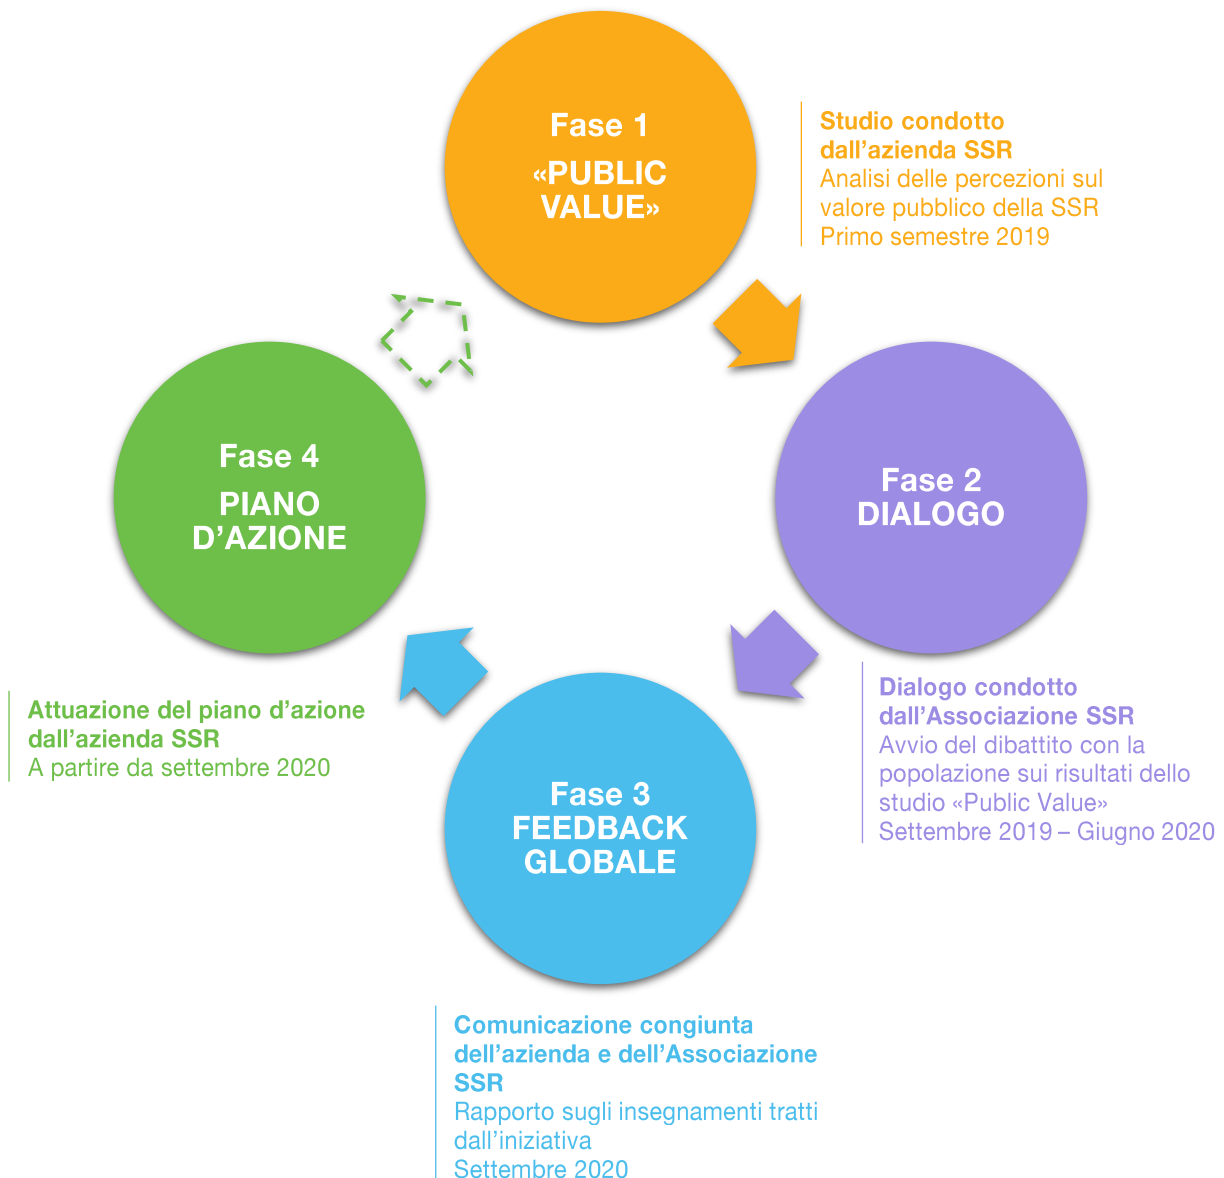 Fase 1
«PUBLIC
VALUE»
Studio condotto
dall’azienda SSR
Analisi delle percezioni sul
valore pubblico della SSR
Primo semestre 2019
Fase 2
DIALOGO
Dialogo condotto
dall’Associazione SSR
Avvio del dibattito con la
popolazione sui risultati dello
studio «Public Value»
Settembre 2019 – Giugno 2020
Fase 3
FEEDBACK
GLOBALE
Comunicazione congiunta
dell’azienda e dell’Associazione
SSR
Rapporto sugli insegnamenti tratti
dall’iniziativa
Settembre 2020
Fase 4
PIANO
D’AZIONE
Attuazione del piano d’azione
dall’azienda SSR
A partire da settembre 2020